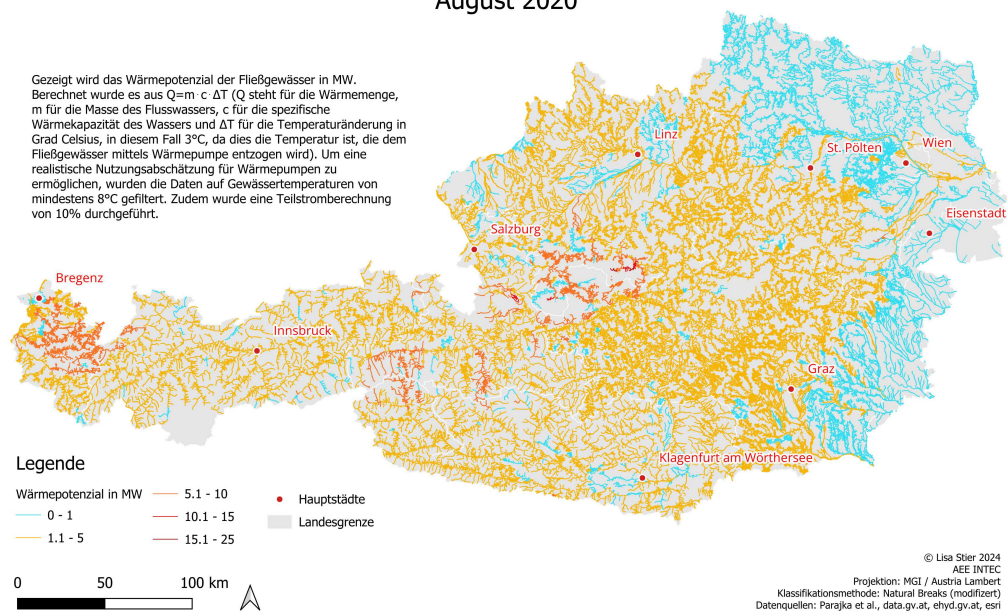 August 2020
Gezeigt wird das Wärmepotenzial der Fließgewässer in MW.
Berechnet wurde es aus Q=m·c·ΔT (Q steht für die Wärmemenge,
m für die Masse des Flusswassers, c für die spezifische
Wärmekapazität des Wassers und ΔT für die Temperaturänderung in
Grad Celsius, in diesem Fall 3°C, da dies die Temperatur ist, die dem
Fließgewässer mittels Wärmepumpe entzogen wird). Um eine
realistische Nutzungsabschätzung für Wärmepumpen zu
ermöglichen, wurden die Daten auf Gewässertemperaturen von
mindestens 8°C gefiltert. Zudem wurde eine Teilstromberechnung
von 10% durchgeführt.
Linz
St. Pölten
Wien
Eisenstadt
Salzburg
Bregenz
Innsbruck
Graz
Klagenfurt am Wörthersee
Legende
Wärmepotenzial in MW
0 - 1
1.1 - 5
5.1 - 10
10.1 - 15
15.1 - 25
Hauptstädte
Landesgrenze
0 50 100 km
© Lisa Stier 2024
AEE INTEC
Projektion: MGI / Austria Lambert
Klassifikationsmethode: Natural Breaks (modifizert)
Datenquellen: Parajka et al., data.gv.at, ehyd.gv.at, esri